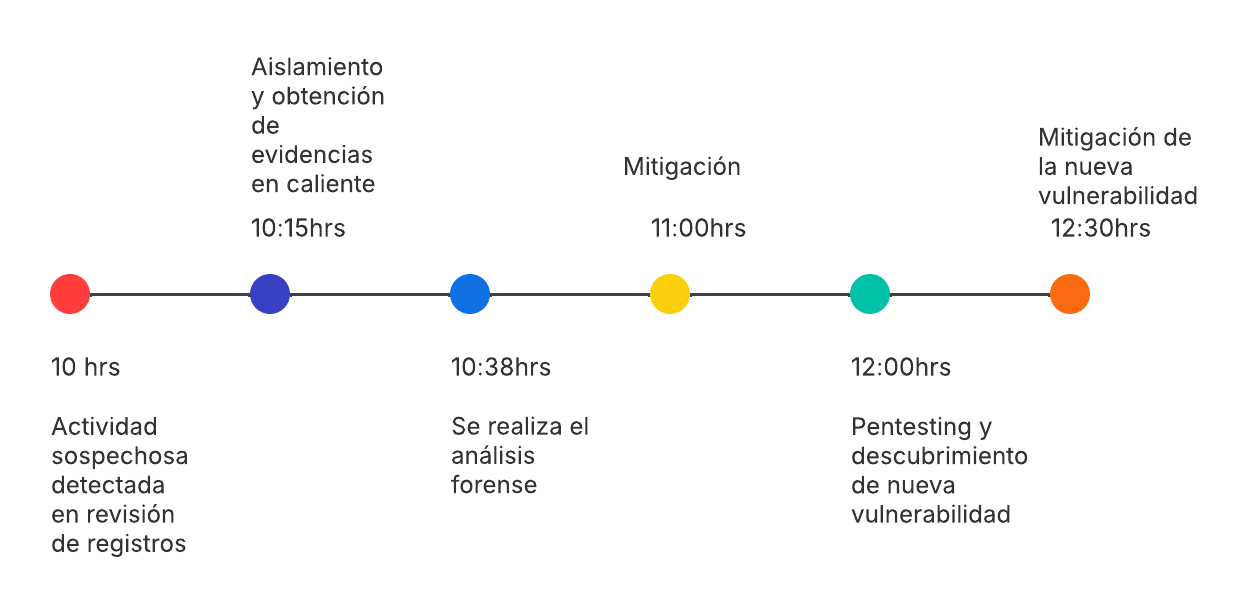 10 hrs
Actividad
sospechosa
detectada
en revisión
de registros
Aislamiento
y obtención
de
evidencias
en caliente
10:15hrs
10:38hrs
Se realiza el
análisis
forense
Mitigación
11:00hrs
12:00hrs
Pentesting y
descubrimiento
de nueva
vulnerabilidad
Mitigación de
la nueva
vulnerabilidad
12:30hrs